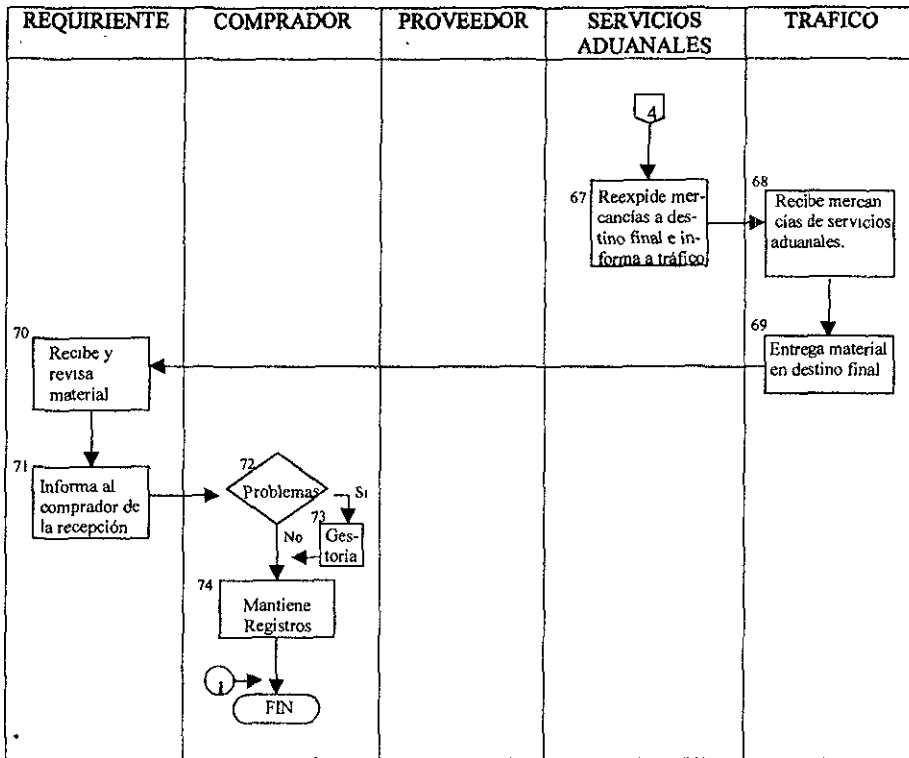 REQUIRIENTE
COMPRADOR
PROVEEDOR
SERVICIOS
ADUANALES
TRAFICO
4
67
Reexpide mer-
cancías a des-
tino final e in-
forma a tráfico
68
Recibe mercan
cías de servicios
aduanales.
69
Entrega material
en destino final
70
Recibe y
revisa
material
71
Informa al
comprador de
la recepción
72
Problemas
Si
No
73
Ges-
toria
74
Mantiene
Registros
1
FIN